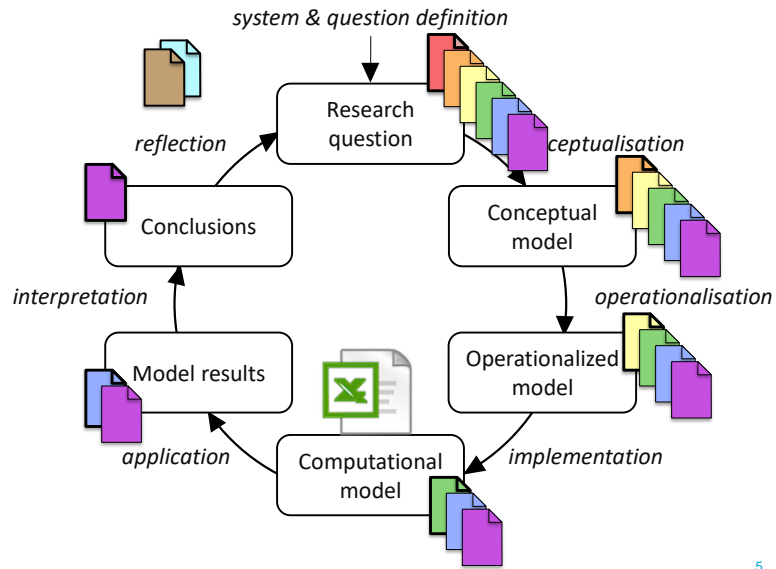 system & question definition
Research
question
reflection
ceptualisation
Conclusions
Conceptual
model
interpretation
operationalisation
Model results
Operationalized
model
X
application
Computational
model
implementation
5